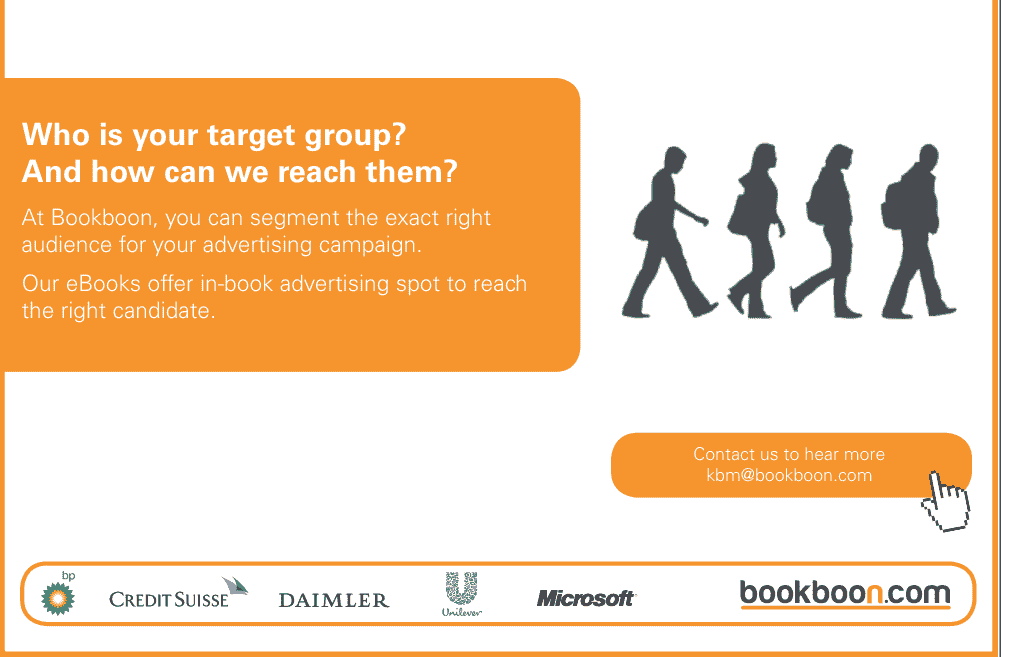 Who is your target group?
And how can we reach them?
At Bookboon, you can segment the exact right
audience for your advertising campaign.
Our eBooks offer in-book advertising spot to reach
the right candidate.
Contact us to hear more
kbm@bookboon.com
bp
CREDIT SUISSE
DAIMLER
Unilever
Microsoft
bookboon.com